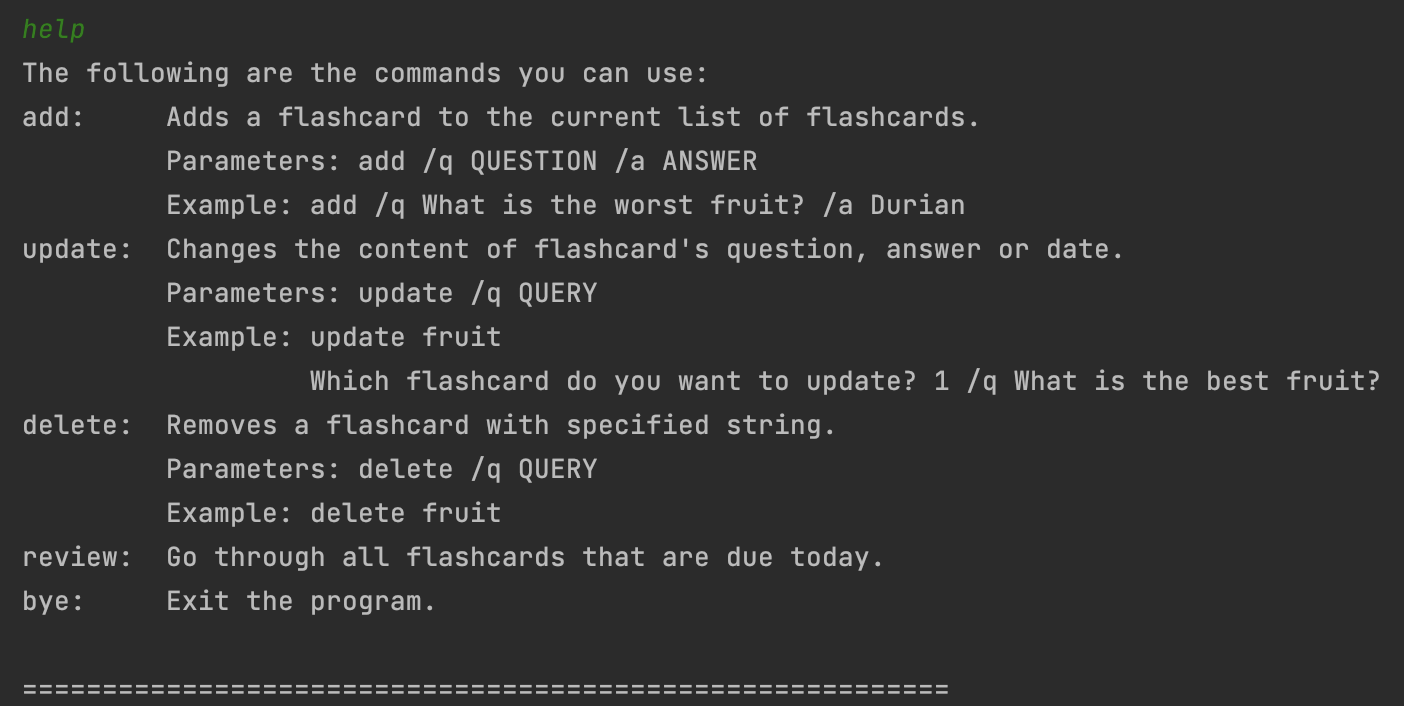 help
The following are the commands you can use:
add:     Adds a flashcard to the current list of flashcards.
         Parameters: add /q QUESTION /a ANSWER
         Example: add /q What is the worst fruit? /a Durian
update:  Changes the content of flashcard's question, answer or date.
         Parameters: update /q QUERY
         Example: update fruit
                  Which flashcard do you want to update? 1 /q What is the best fruit?
delete:  Removes a flashcard with specified string.
         Parameters: delete /q QUERY
         Example: delete fruit
review:  Go through all flashcards that are due today.
bye:     Exit the program.

==========================================================